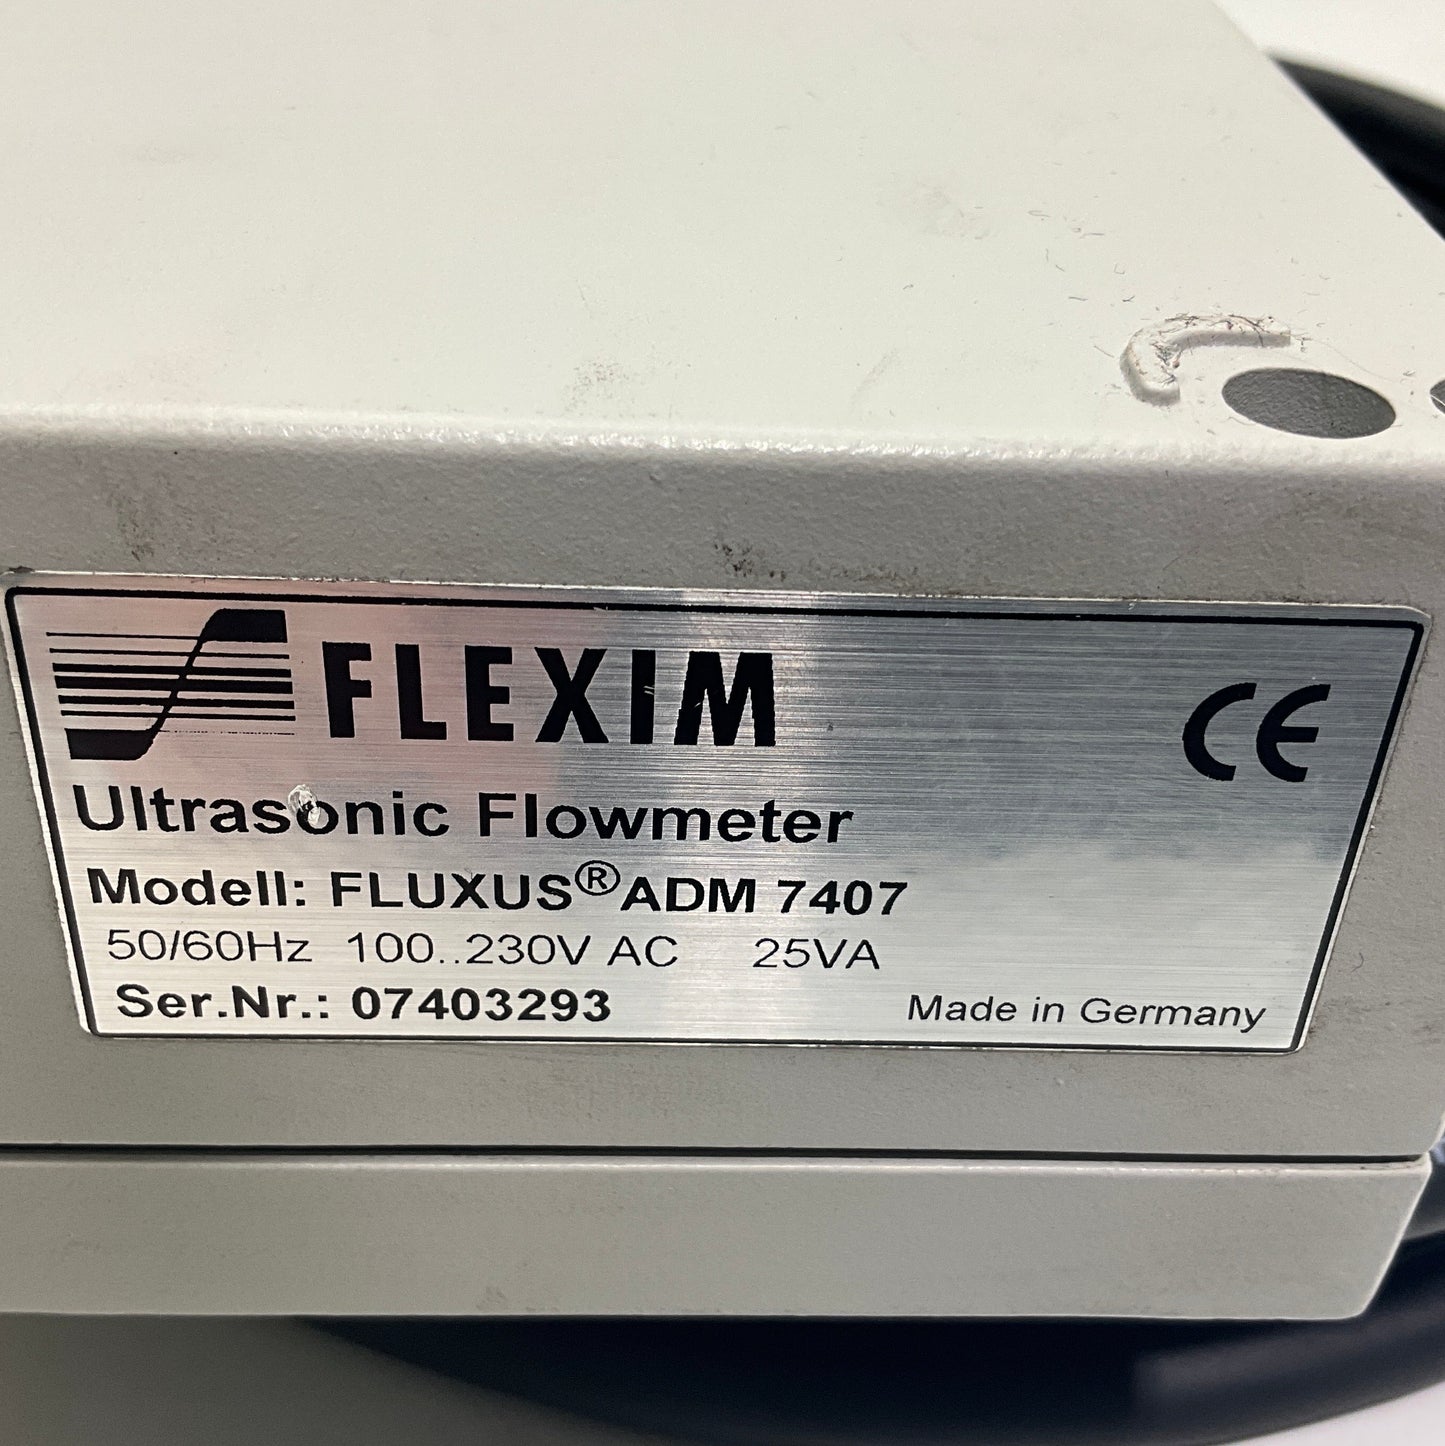 FLEXIM CE
Ultrasonic Flowmeter
Modell: FLUXUS® ADM 7407
50/60Hz 100..230V AC 25VA
Ser.Nr.: 07403293 Made in Germany